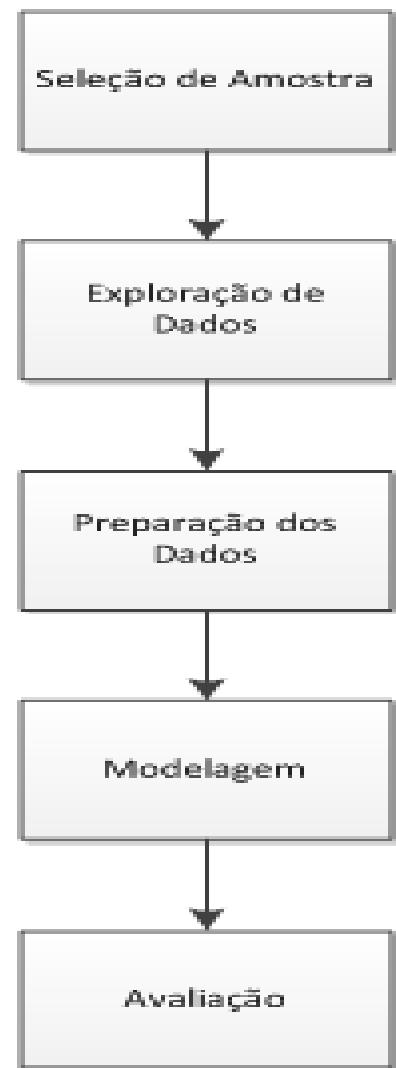 Seleção de Amostra
Exploração de
Dados
Preparação dos
Dados
Modelagem
Avaliação